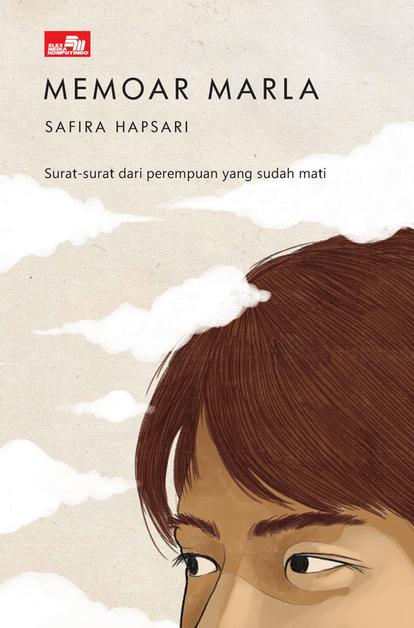 ELEX
MEDIA
KOMPUTINDO
MEMOAR MARLA
SAFIRA HAPSARI
Surat-surat dari perempuan yang sudah mati